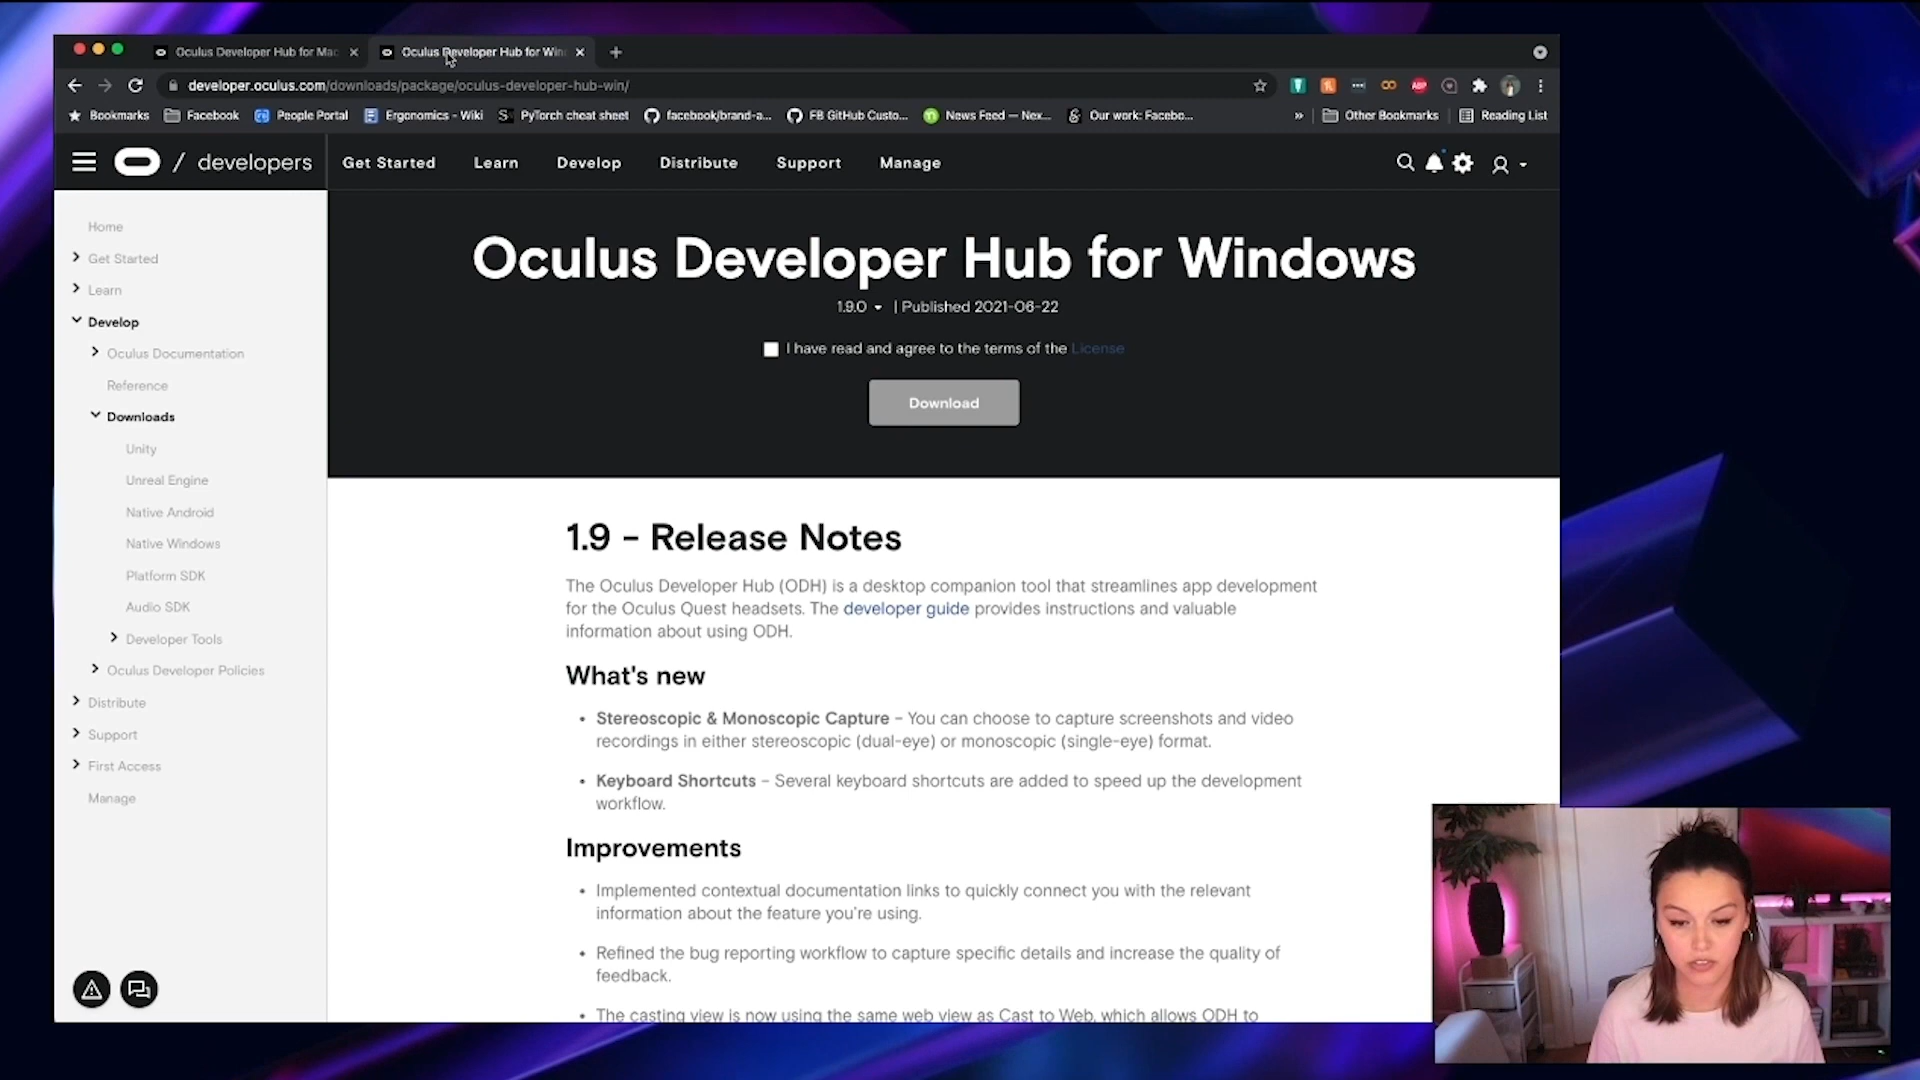 Oculus Developer Hub for Mac
Oculus Developer Hub for Win
developer.oculus.com/downloads/package/oculus-developer-hub-win/
Bookmarks Facebook People Portal Ergonomics - Wiki PyTorch cheat sheet facebook/brand-a... FB GitHub Custo... News Feed — Nex... Our work: Facebo... » Other Bookmarks Reading List
/ developers Get Started Learn Develop Distribute Support Manage
Home
Get Started
Learn
Develop
Oculus Documentation
Reference
Downloads
Unity
Unreal Engine
Native Android
Native Windows
Platform SDK
Audio SDK
Developer Tools
Oculus Developer Policies
Distribute
Support
First Access
Manage
Oculus Developer Hub for Windows
1.9.0 | Published 2021-06-22
I have read and agree to the terms of the License
Download
1.9 - Release Notes
The Oculus Developer Hub (ODH) is a desktop companion tool that streamlines app development
for the Oculus Quest headsets. The developer guide provides instructions and valuable
information about using ODH.
What's new
• Stereoscopic & Monoscopic Capture – You can choose to capture screenshots and video
recordings in either stereoscopic (dual-eye) or monoscopic (single-eye) format.
• Keyboard Shortcuts – Several keyboard shortcuts are added to speed up the development
workflow.
Improvements
• Implemented contextual documentation links to quickly connect you with the relevant
information about the feature you're using.
• Refined the bug reporting workflow to capture specific details and increase the quality of
feedback.
• The casting view is now using the same web view as Cast to Web, which allows ODH to